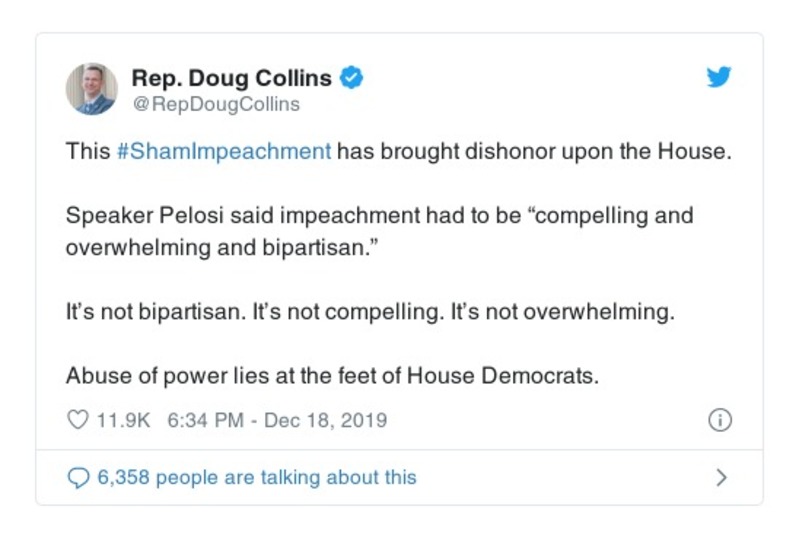 Rep. Doug Collins
@RepDougCollins
This #ShamImpeachment has brought dishonor upon the House.
Speaker Pelosi said impeachment had to be “compelling and
overwhelming and bipartisan.”
It’s not bipartisan. It’s not compelling. It’s not overwhelming.
Abuse of power lies at the feet of House Democrats.
11.9K 6:34 PM - Dec 18, 2019
6,358 people are talking about this